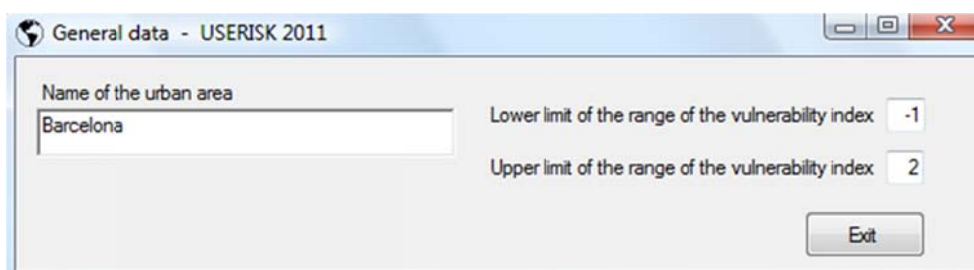 General data - USERISK 2011
Name of the urban area
Barcelona
Lower limit of the range of the vulnerability index -1
Upper limit of the range of the vulnerability index 2
Exit